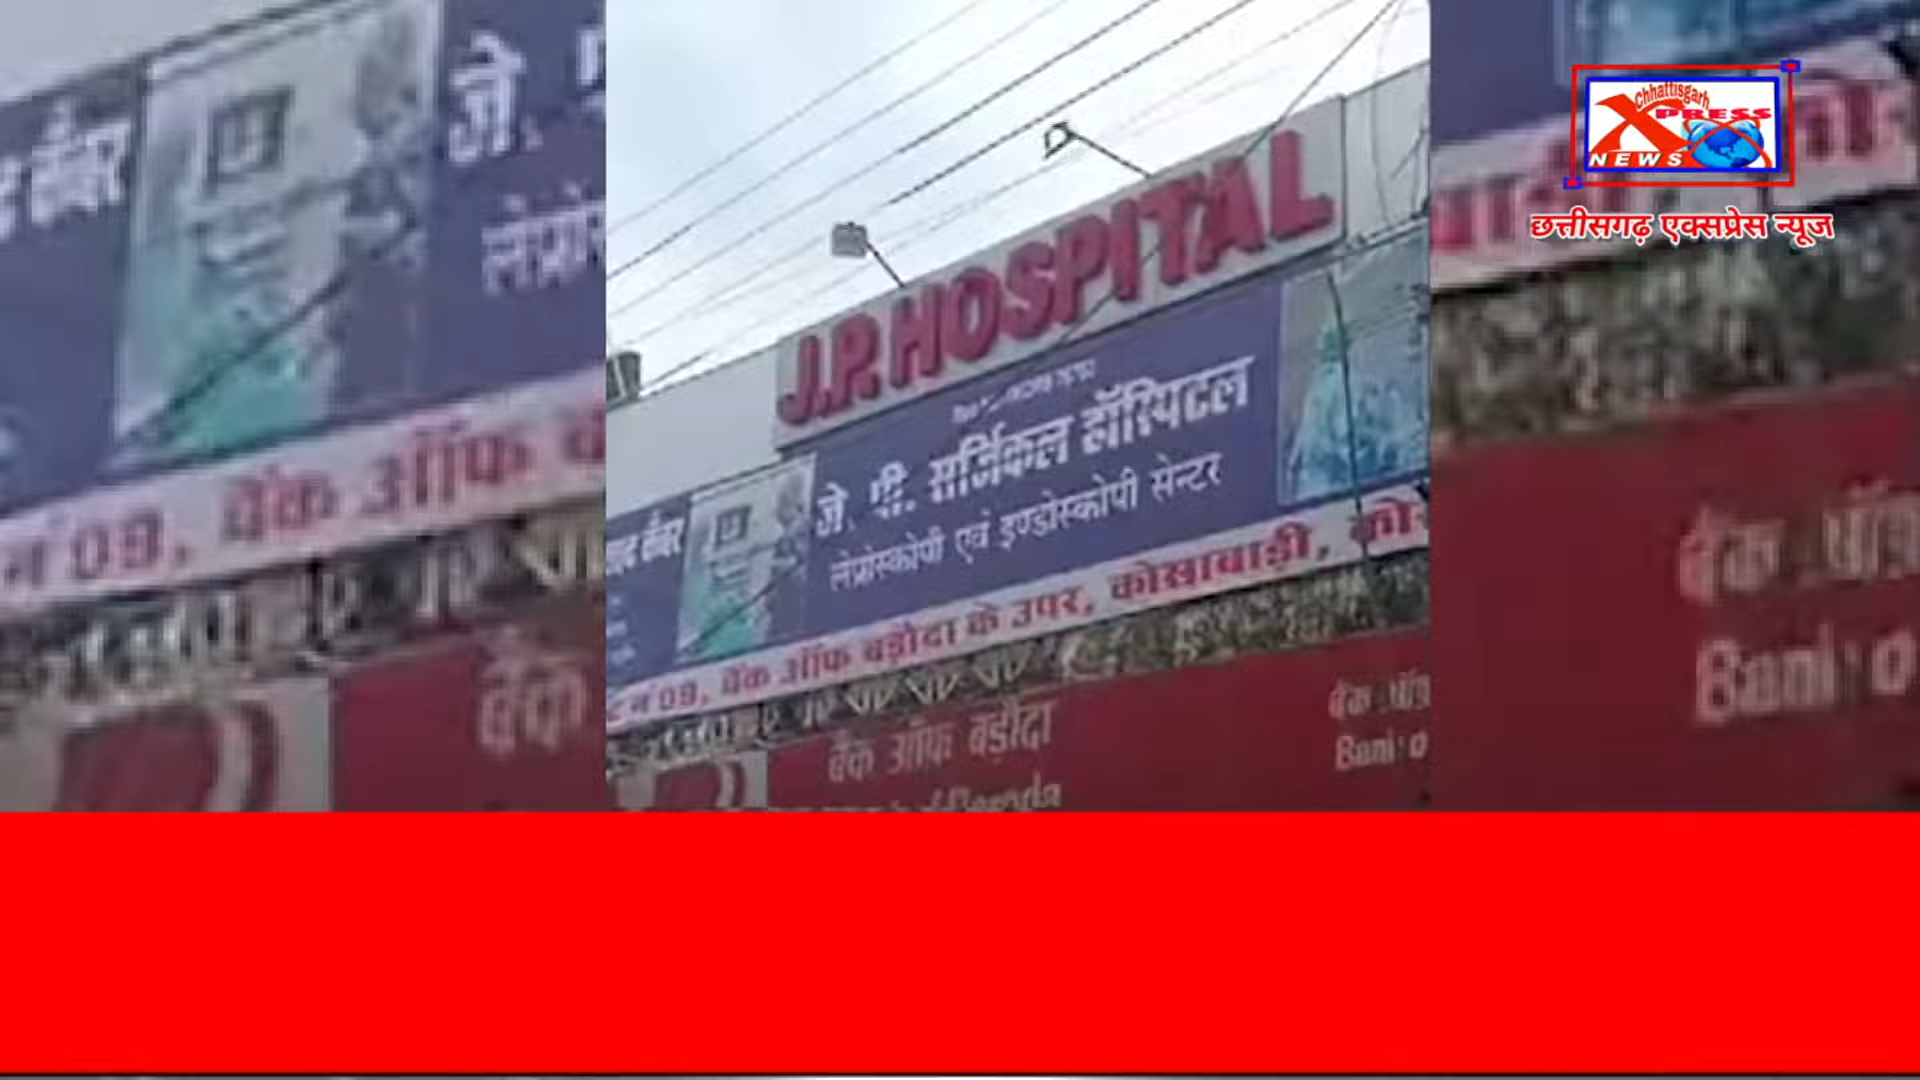 Chhattisgarh
XPRESS
NEWS
छत्तीसगढ़ एक्सप्रेस न्यूज
J.P. HOSPITAL
जे. पी. सर्जिकल हॉस्पिटल
लेप्रोस्कोपी एवं इण्डोस्कोपी सेन्टर
नं 09, बैंक ऑफ बड़ौदा के उपर, कोसाबाड़ी, को
बैंक ऑफ बड़ौदा
बैंक